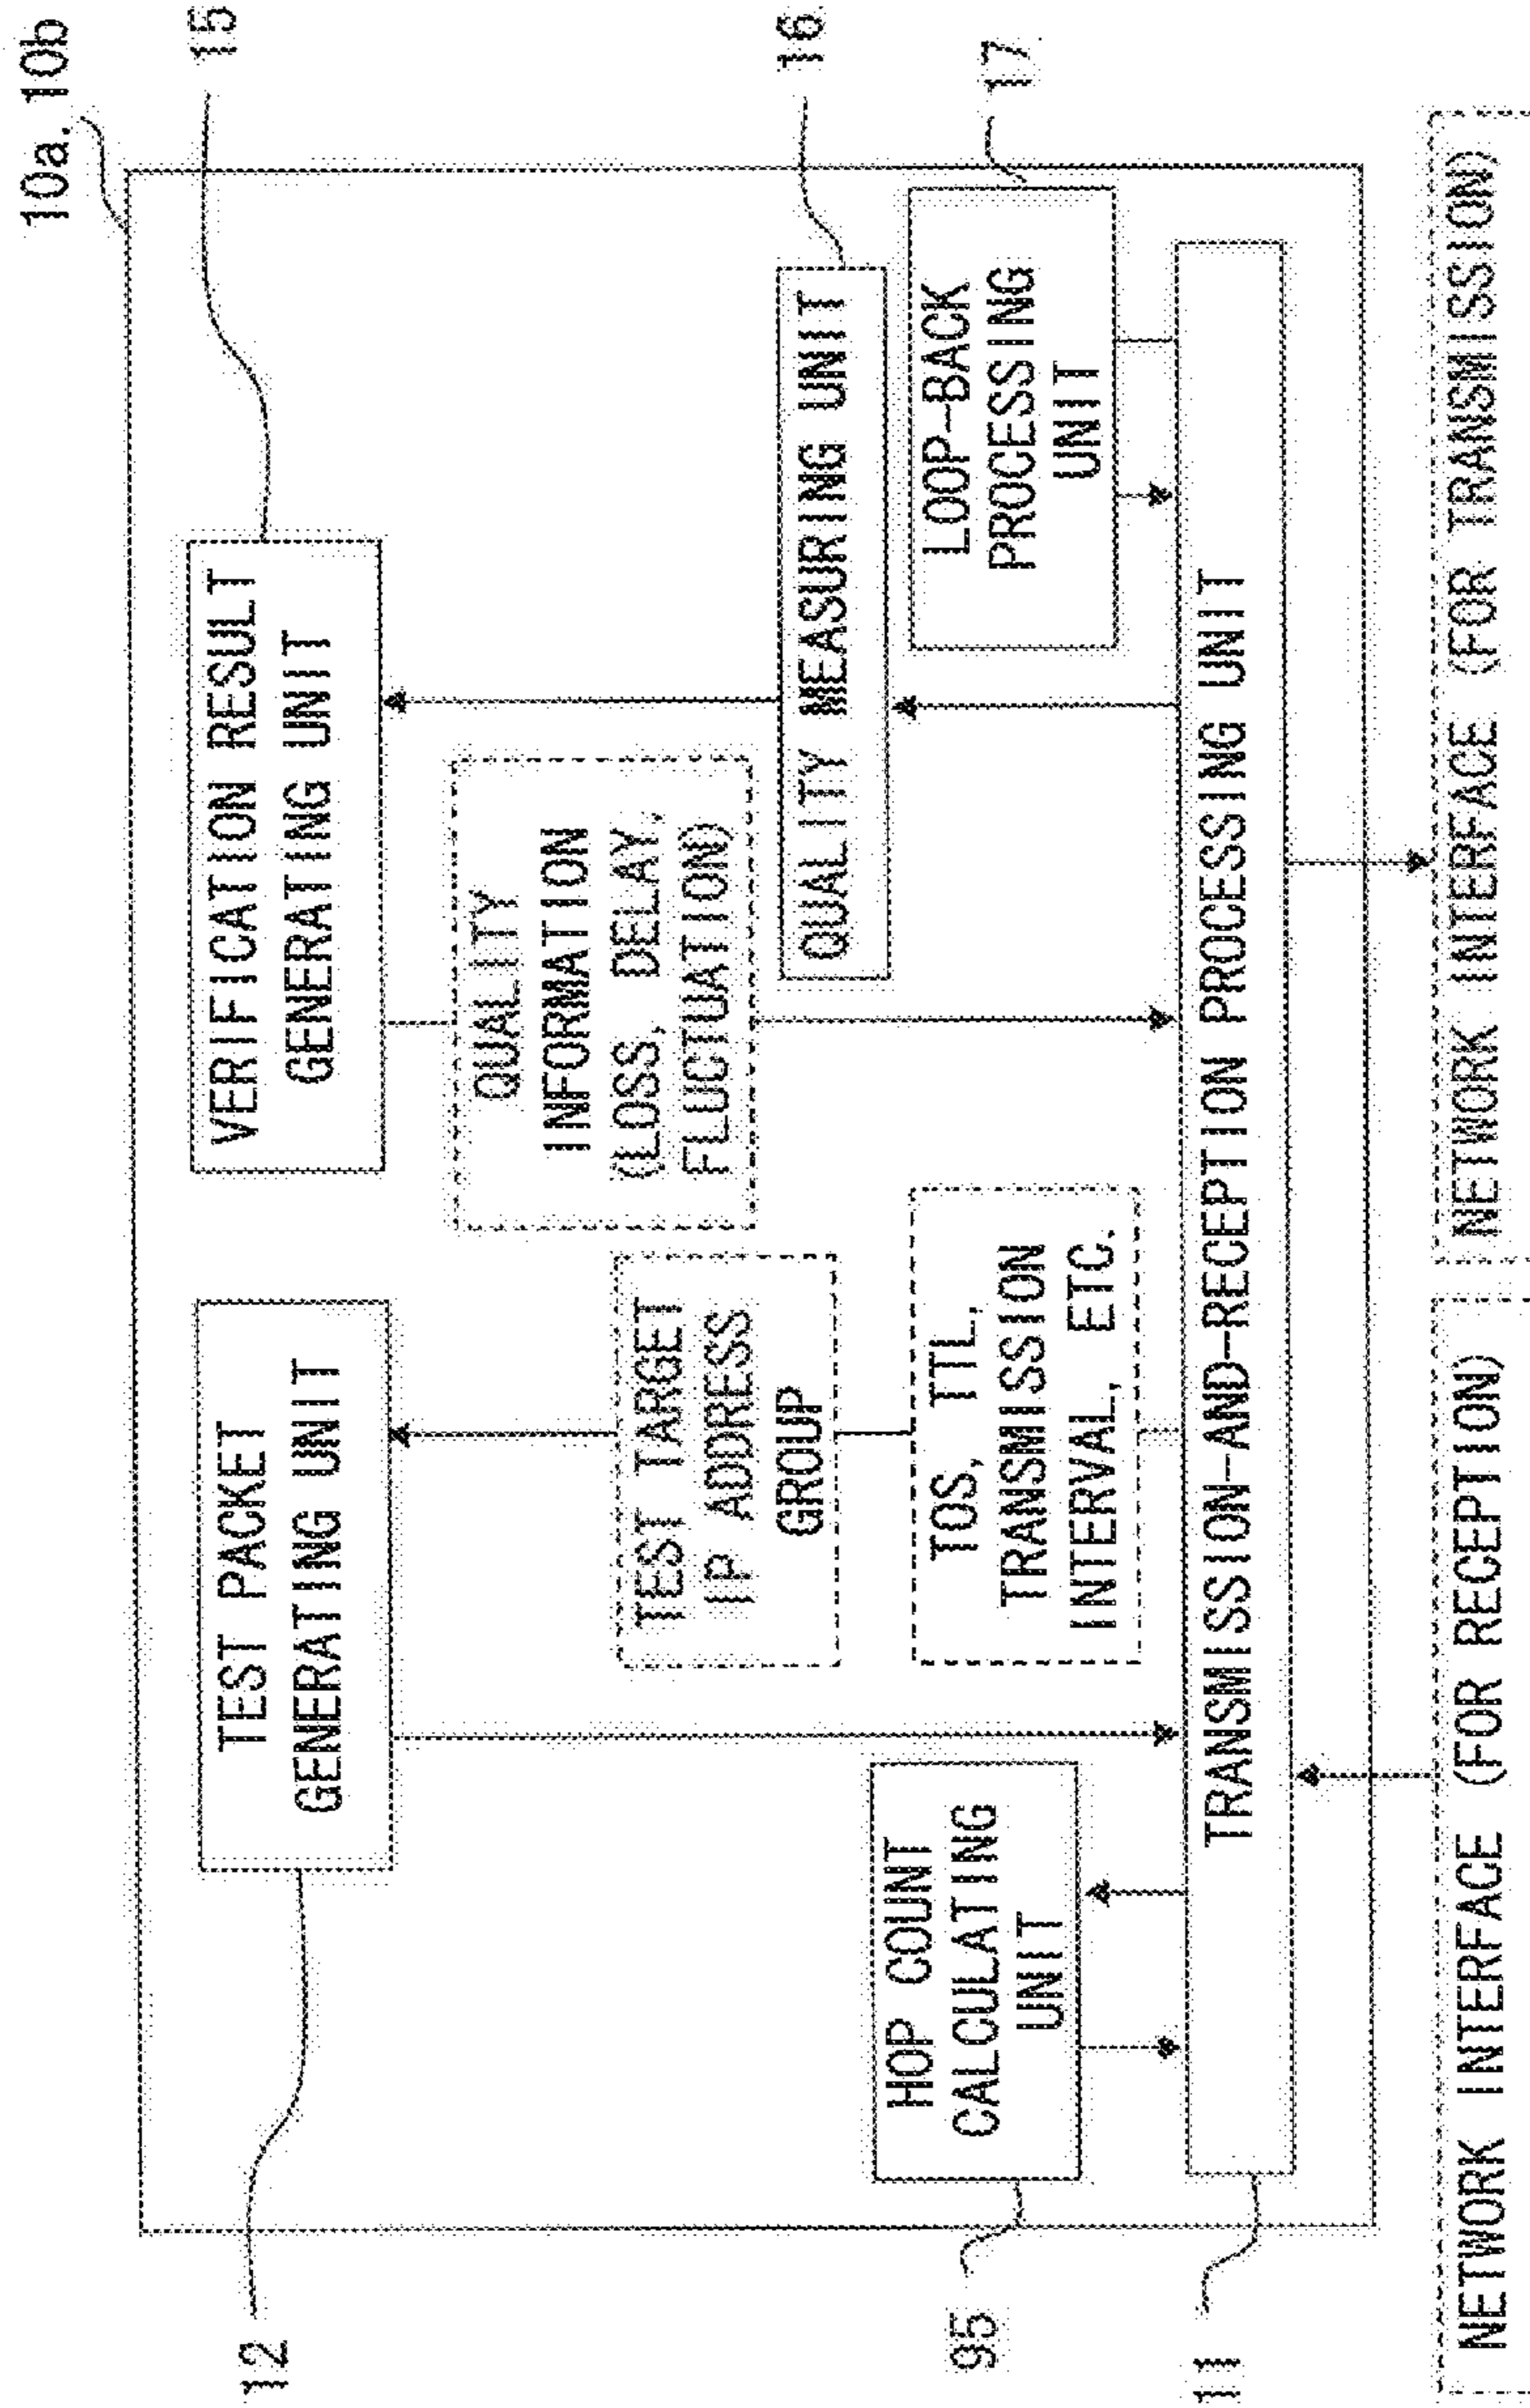 10a, 10b
12
TEST PACKET
GENERATING UNIT
VERIFICATION RESULT
GENERATING UNIT
15
QUALITY
INFORMATION
(LOSS, DELAY,
FLUCTUATION)
TEST TARGET
IP ADDRESS
GROUP
QUALITY MEASURING UNIT
16
95
HOP COUNT
CALCULATING
UNIT
TOS, TTL,
TRANSMISSION
INTERVAL, ETC.
LOOP-BACK
PROCESSING
UNIT
17
11
TRANSMISSION-AND-RECEPTION PROCESSING UNIT
NETWORK INTERFACE (FOR RECEPTION)
NETWORK INTERFACE (FOR TRANSMISSION)